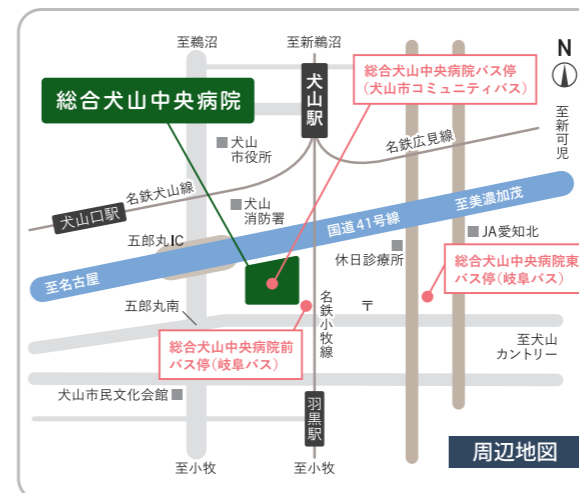 至鵜沼
至新鵜沼
N
総合犬山中央病院バス停
(犬山市コミュニティバス)
総合犬山中央病院
犬山駅
至新可児
犬山
市役所
名鉄広見線
名鉄犬山線
犬山口駅
犬山
消防署
国道41号線
至美濃加茂
五郎丸IC
JA愛知北
休日診療所
至名古屋
総合犬山中央病院東
バス停(岐阜バス)
五郎丸南
名鉄小牧線
〒
総合犬山中央病院前
バス停(岐阜バス)
至犬山
カントリー
犬山市民文化会館
羽黒駅
周辺地図
至小牧
至小牧